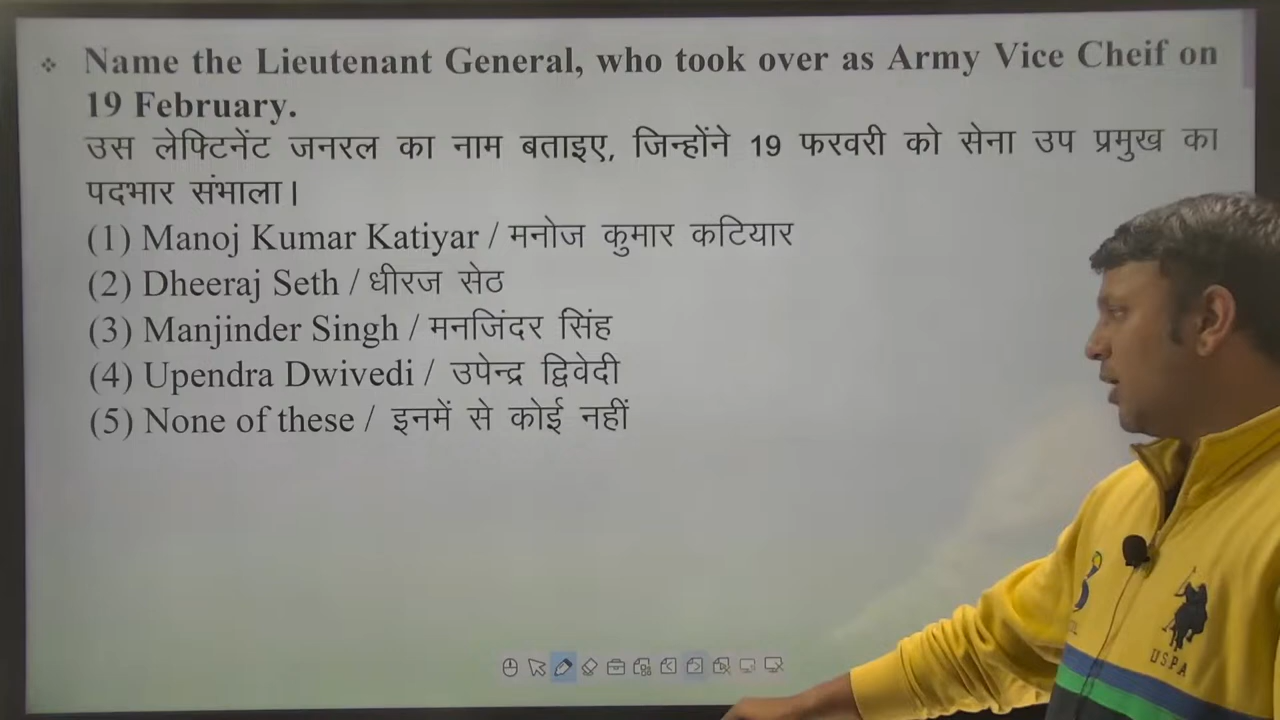 ❖ Name the Lieutenant General, who took over as Army Vice Cheif on
19 February.
उस लेफ्टिनेंट जनरल का नाम बताइए, जिन्होंने 19 फरवरी को सेना उप प्रमुख का
पदभार संभाला।
(1) Manoj Kumar Katiyar / मनोज कुमार कटियार
(2) Dheeraj Seth / धीरज सेठ
(3) Manjinder Singh / मनजिंदर सिंह
(4) Upendra Dwivedi / उपेन्द्र द्विवेदी
(5) None of these / इनमें से कोई नहीं
USPA